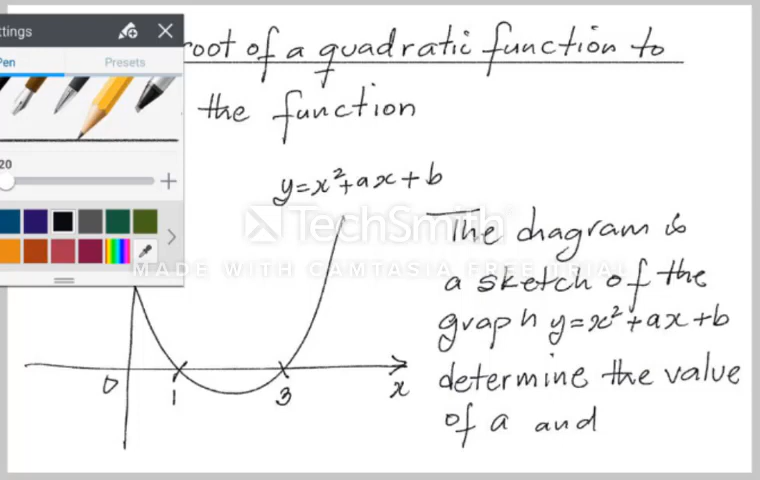 ttings
Pen
Presets
20
root of a quadratic function to
the function
y=x²+ax+b
TechSmith
MADE WITH CAMTASIA FREE TRIAL
The diagram is
a sketch of the
graph y=x²+ax+b
determine the value
of a and
0
1
3
x